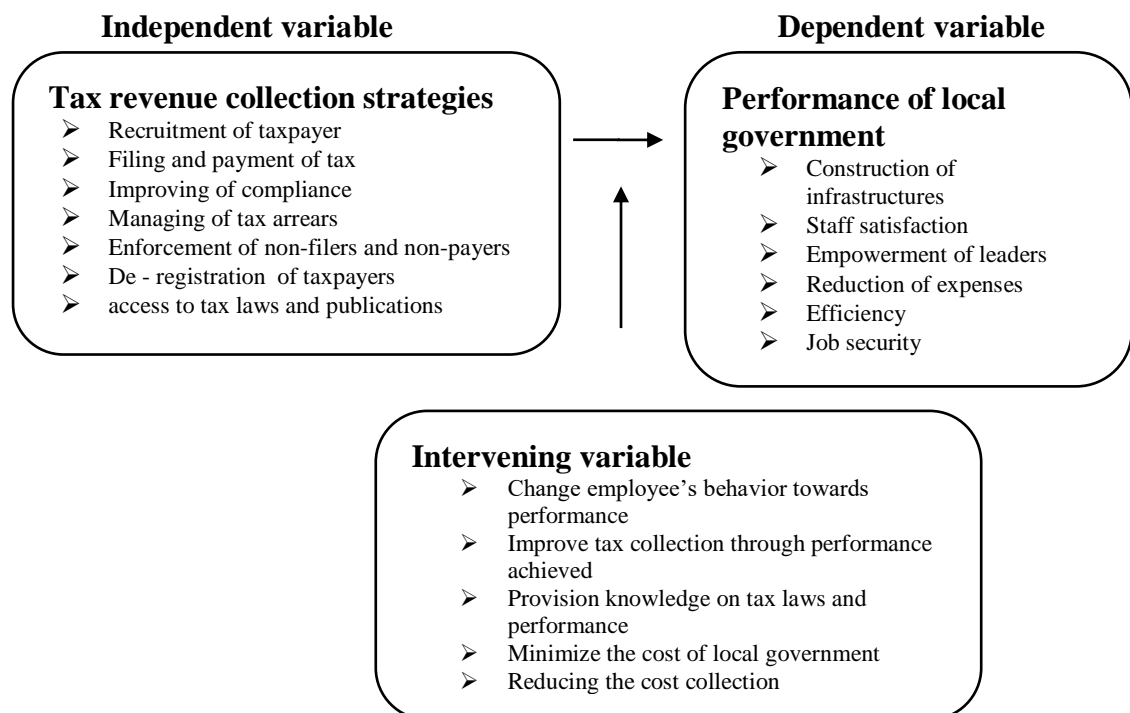 Independent variable
Tax revenue collection strategies
➢ Recruitment of taxpayer
➢ Filing and payment of tax
➢ Improving of compliance
➢ Managing of tax arrears
➢ Enforcement of non-filers and non-payers
➢ De - registration of taxpayers
➢ access to tax laws and publications
Dependent variable
Performance of local
government
➢ Construction of
infrastructures
➢ Staff satisfaction
➢ Empowerment of leaders
➢ Reduction of expenses
➢ Efficiency
➢ Job security
Intervening variable
➢ Change employee’s behavior towards
performance
➢ Improve tax collection through performance
achieved
➢ Provision knowledge on tax laws and
performance
➢ Minimize the cost of local government
➢ Reducing the cost collection